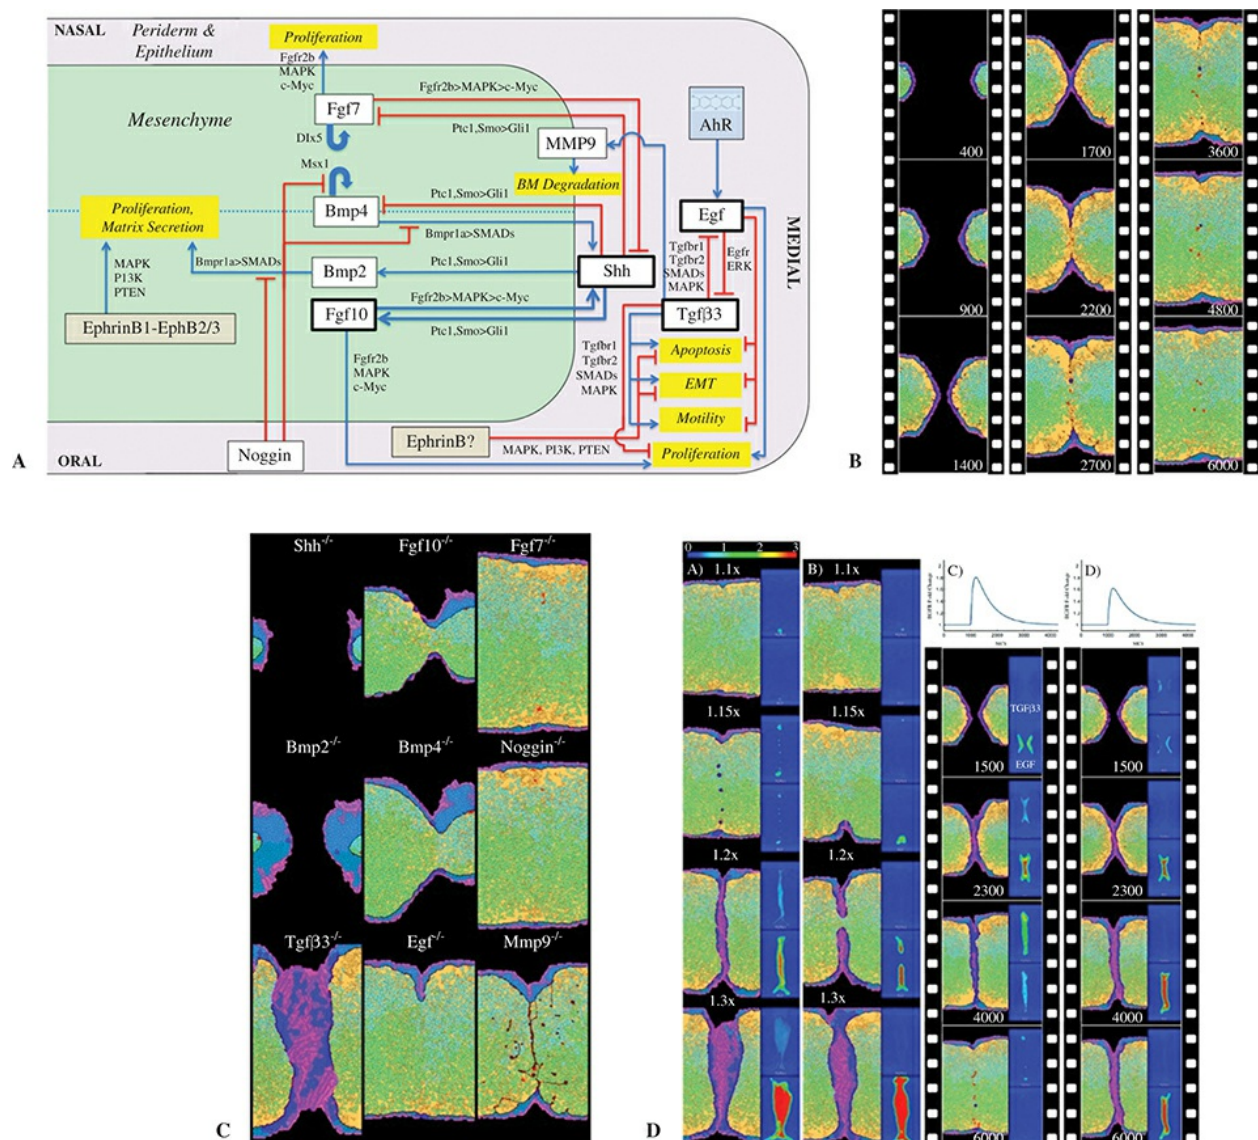 NASAL
Periderm &
Epithelium
Proliferation
Fgfr2b
MAPK
c-Myc
Fgfr2b>MAPK>c-Myc
Mesenchyme
Fgf7
Dlx5
Ptc1,Smo>Gli1
MMP9
AhR
BM Degradation
Msx1
Proliferation,
Matrix Secretion
Bmp4
Ptc1,Smo>Gli1
Bmpr1a>SMADs
Egf
Tgfbr1
Tgfbr2
SMADs
MAPK
Egfr
ERK
MEDIAL
MAPK
P13K
PTEN
Bmpr1a>SMADs
Bmp2
Ptc1,Smo>Gli1
Shh
Fgf10
Fgfr2b>MAPK>c-Myc
Ptc1,Smo>Gli1
Tgfβ33
EphrinB1-EphB2/3
Fgfr2b
MAPK
c-Myc
Tgfbr1
Tgfbr2
SMADs
MAPK
Apoptosis
EMT
Motility
EphrinB?
MAPK, PI3K, PTEN
Proliferation
Noggin
ORAL
A
400
900
1400
1700
2200
2700
3600
4800
6000
B
Shh-/-
Fgf10-/-
Fgf7-/-
Bmp2-/-
Bmp4-/-
Noggin-/-
Tgfβ33-/-
Egf-/-
Mmp9-/-
C
0 1 2 3
A) 1.1x
1.15x
1.2x
1.3x
B) 1.1x
1.15x
1.2x
1.3x
C)
TGFβ33
EGF
1500
2300
4000
6000
D)
1500
2300
4000
6000
D